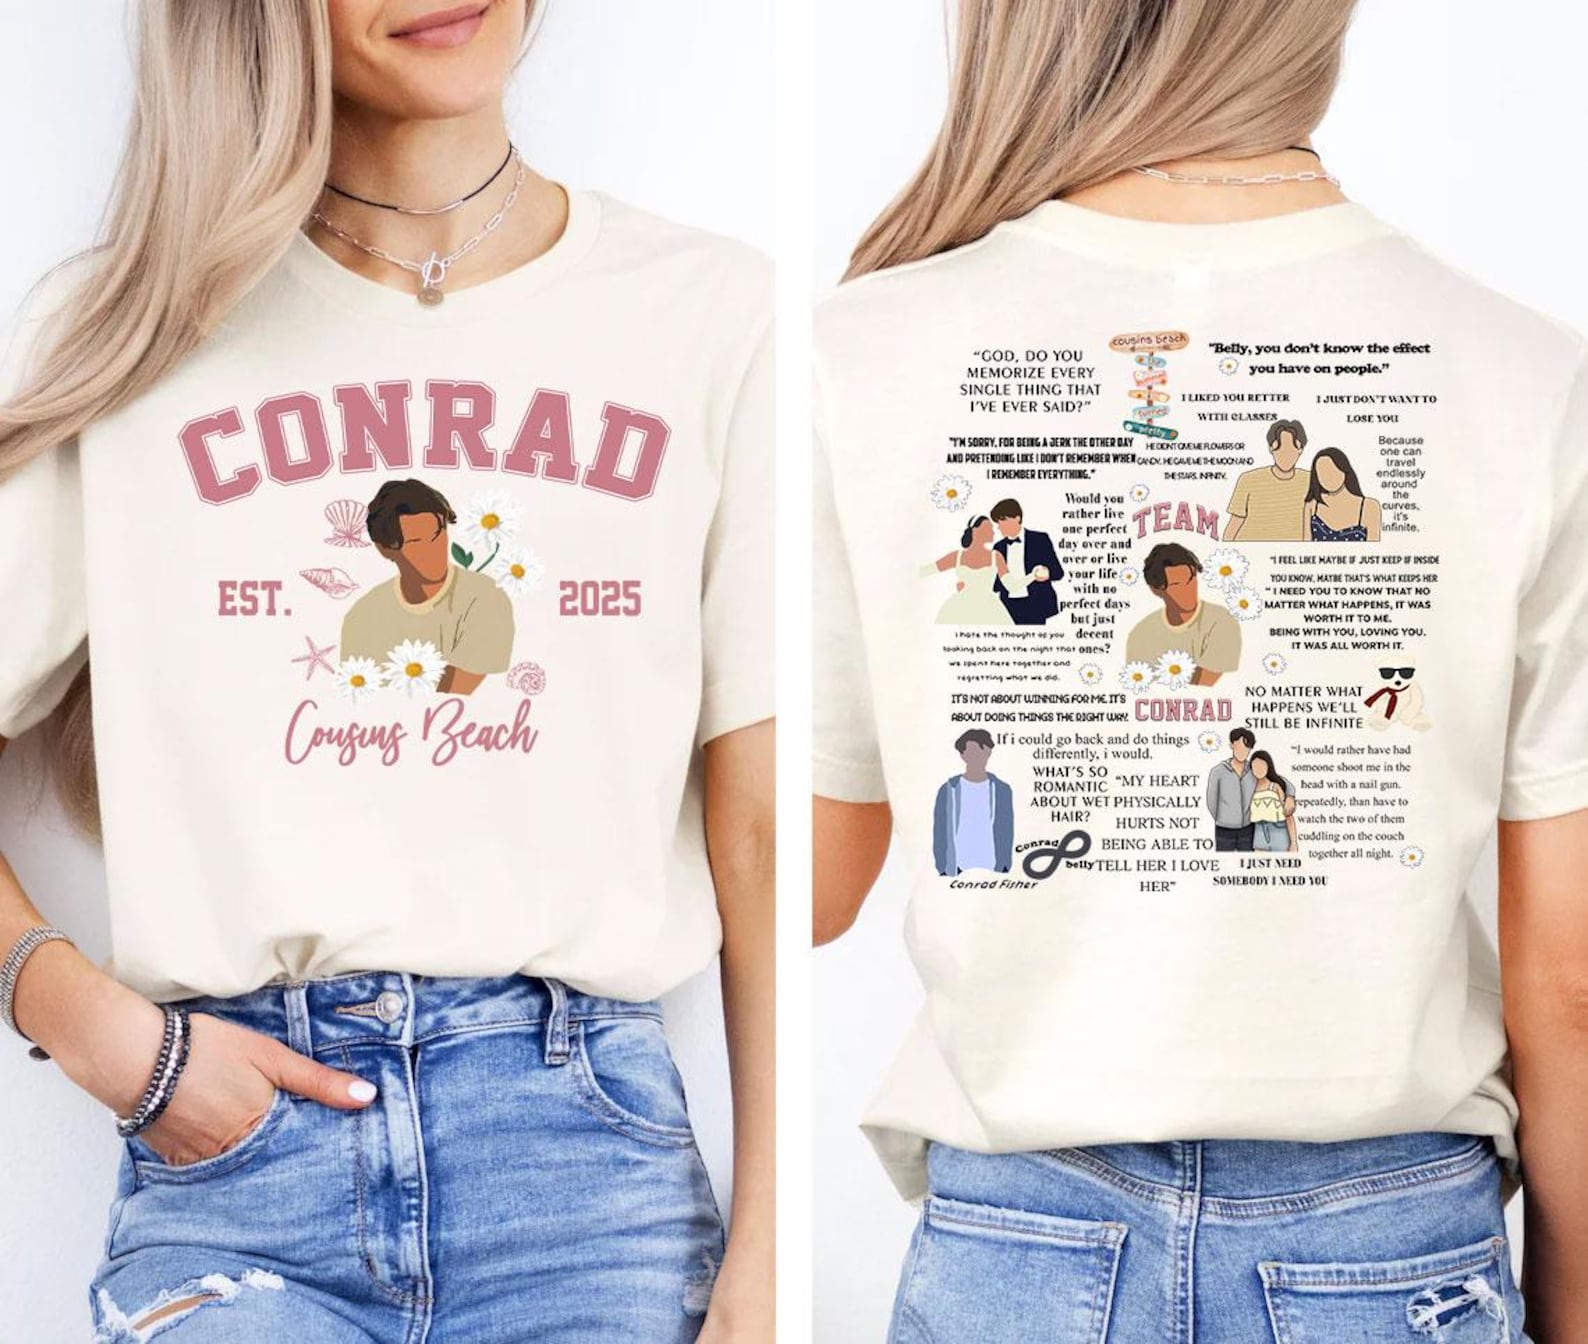 CONRAD
EST.
2025
Cousins Beach
"GOD, DO YOU
MEMORIZE EVERY
SINGLE THING THAT
I'VE EVER SAID?"
cousins beach
the
summer
I
turned
pretty
"Belly, you don't know the effect
you have on people."
I LIKED YOU BETTER
WITH GLASSES
I JUST DON'T WANT TO
LOSE YOU
"I'M SORRY, FOR BEING A JERK THE OTHER DAY
AND PRETENDING LIKE I DON'T REMEMBER WHEN
I REMEMBER EVERYTHING."
HE DIDNT GIVE ME FLOWERS OR
CANDY. HE GAVE ME THE MOON AND
THE STARS. INFINITY.
Because
one can
travel
endlessly
around
the
curves,
it's
infinite.
Would you
rather live
one perfect
day over and
over or live
your life
with no
perfect days
but just
decent
ones?
TEAM
"I FEEL LIKE MAYBE IF JUST KEEP IF INSIDE
YOU KNOW, MAYBE THAT'S WHAT KEEPS HER
" I NEED YOU TO KNOW THAT NO
MATTER WHAT HAPPENS, IT WAS
WORTH IT TO ME.
BEING WITH YOU, LOVING YOU.
IT WAS ALL WORTH IT.
i hate the thought of you
looking back on the night that
we spent here together and
regretting what we did.
IT'S NOT ABOUT WINNING FOR ME. IT'S
ABOUT DOING THINGS THE RIGHT WAY.
CONRAD
NO MATTER WHAT
HAPPENS WE'LL
STILL BE INFINITE
If i could go back and do things
differently, i would.
WHAT'S SO
ROMANTIC
ABOUT WET
HAIR?
"MY HEART
PHYSICALLY
HURTS NOT
BEING ABLE TO
TELL HER I LOVE
HER"
"I would rather have had
someone shoot me in the
head with a nail gun.
repeatedly, than have to
watch the two of them
cuddling on the couch
together all night.
Conrad
belly
Conrad Fisher
I JUST NEED
SOMEBODY I NEED YOU